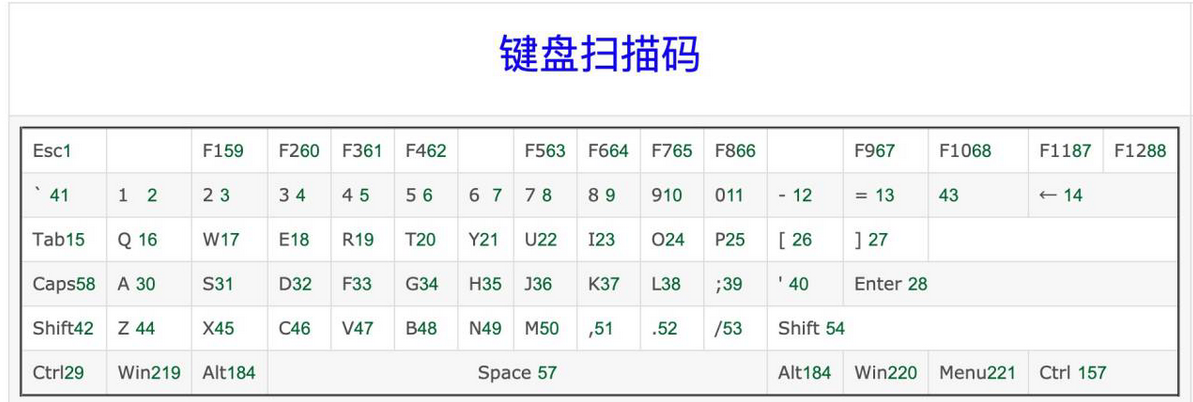 键盘扫描码
Esc1 F159 F260 F361 F462 F563 F664 F765 F866 F967 F1068 F1187 F1288
` 41 1 2 2 3 3 4 4 5 5 6 6 7 7 8 8 9 910 011 - 12 = 13 43 ← 14
Tab15 Q 16 W17 E18 R19 T20 Y21 U22 I23 O24 P25 [ 26 ] 27
Caps58 A 30 S31 D32 F33 G34 H35 J36 K37 L38 ;39 ' 40 Enter 28
Shift42 Z 44 X45 C46 V47 B48 N49 M50 ,51 .52 /53 Shift 54
Ctrl29 Win219 Alt184 Space 57 Alt184 Win220 Menu221 Ctrl 157